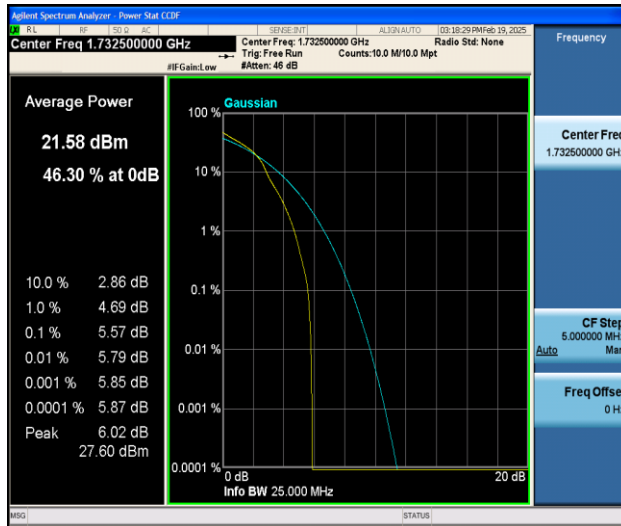 Agilent Spectrum Analyzer - Power Stat CCDF
RL RF 50 Ω AC SENSE:INT ALIGN AUTO 03:18:29 PM Feb 19, 2025
Center Freq 1.732500000 GHz
Center Freq: 1.732500000 GHz Radio Std: None
Trig: Free Run Counts:10.0 M/10.0 Mpt
#IFGain:Low #Atten: 46 dB
Frequency
Average Power
21.58 dBm
46.30 % at 0dB
10.0 % 2.86 dB
1.0 % 4.69 dB
0.1 % 5.57 dB
0.01 % 5.79 dB
0.001 % 5.85 dB
0.0001 % 5.87 dB
Peak 6.02 dB
27.60 dBm
Gaussian
100 %
10 %
1 %
0.1 %
0.01 %
0.001 %
0.0001 %
0 dB 20 dB
Info BW 25.000 MHz
Center Freq
1.732500000 GHz
CF Step
5.000000 MHz
Auto Man
Freq Offse
0 H
MSG STATUS